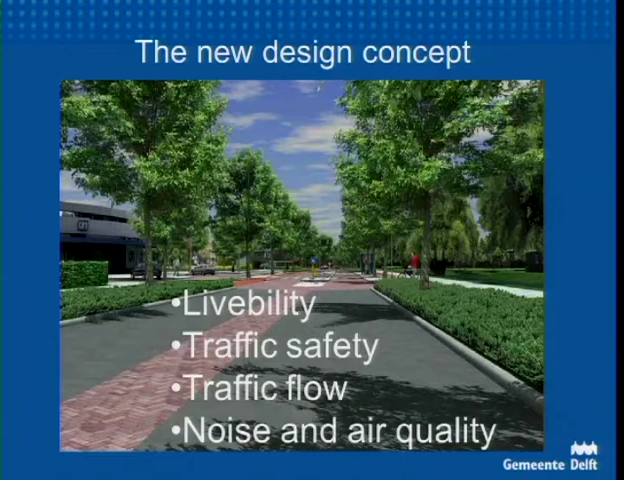 The new design concept
•Livebility
•Traffic safety
•Traffic flow
•Noise and air quality
Gemeente Delft